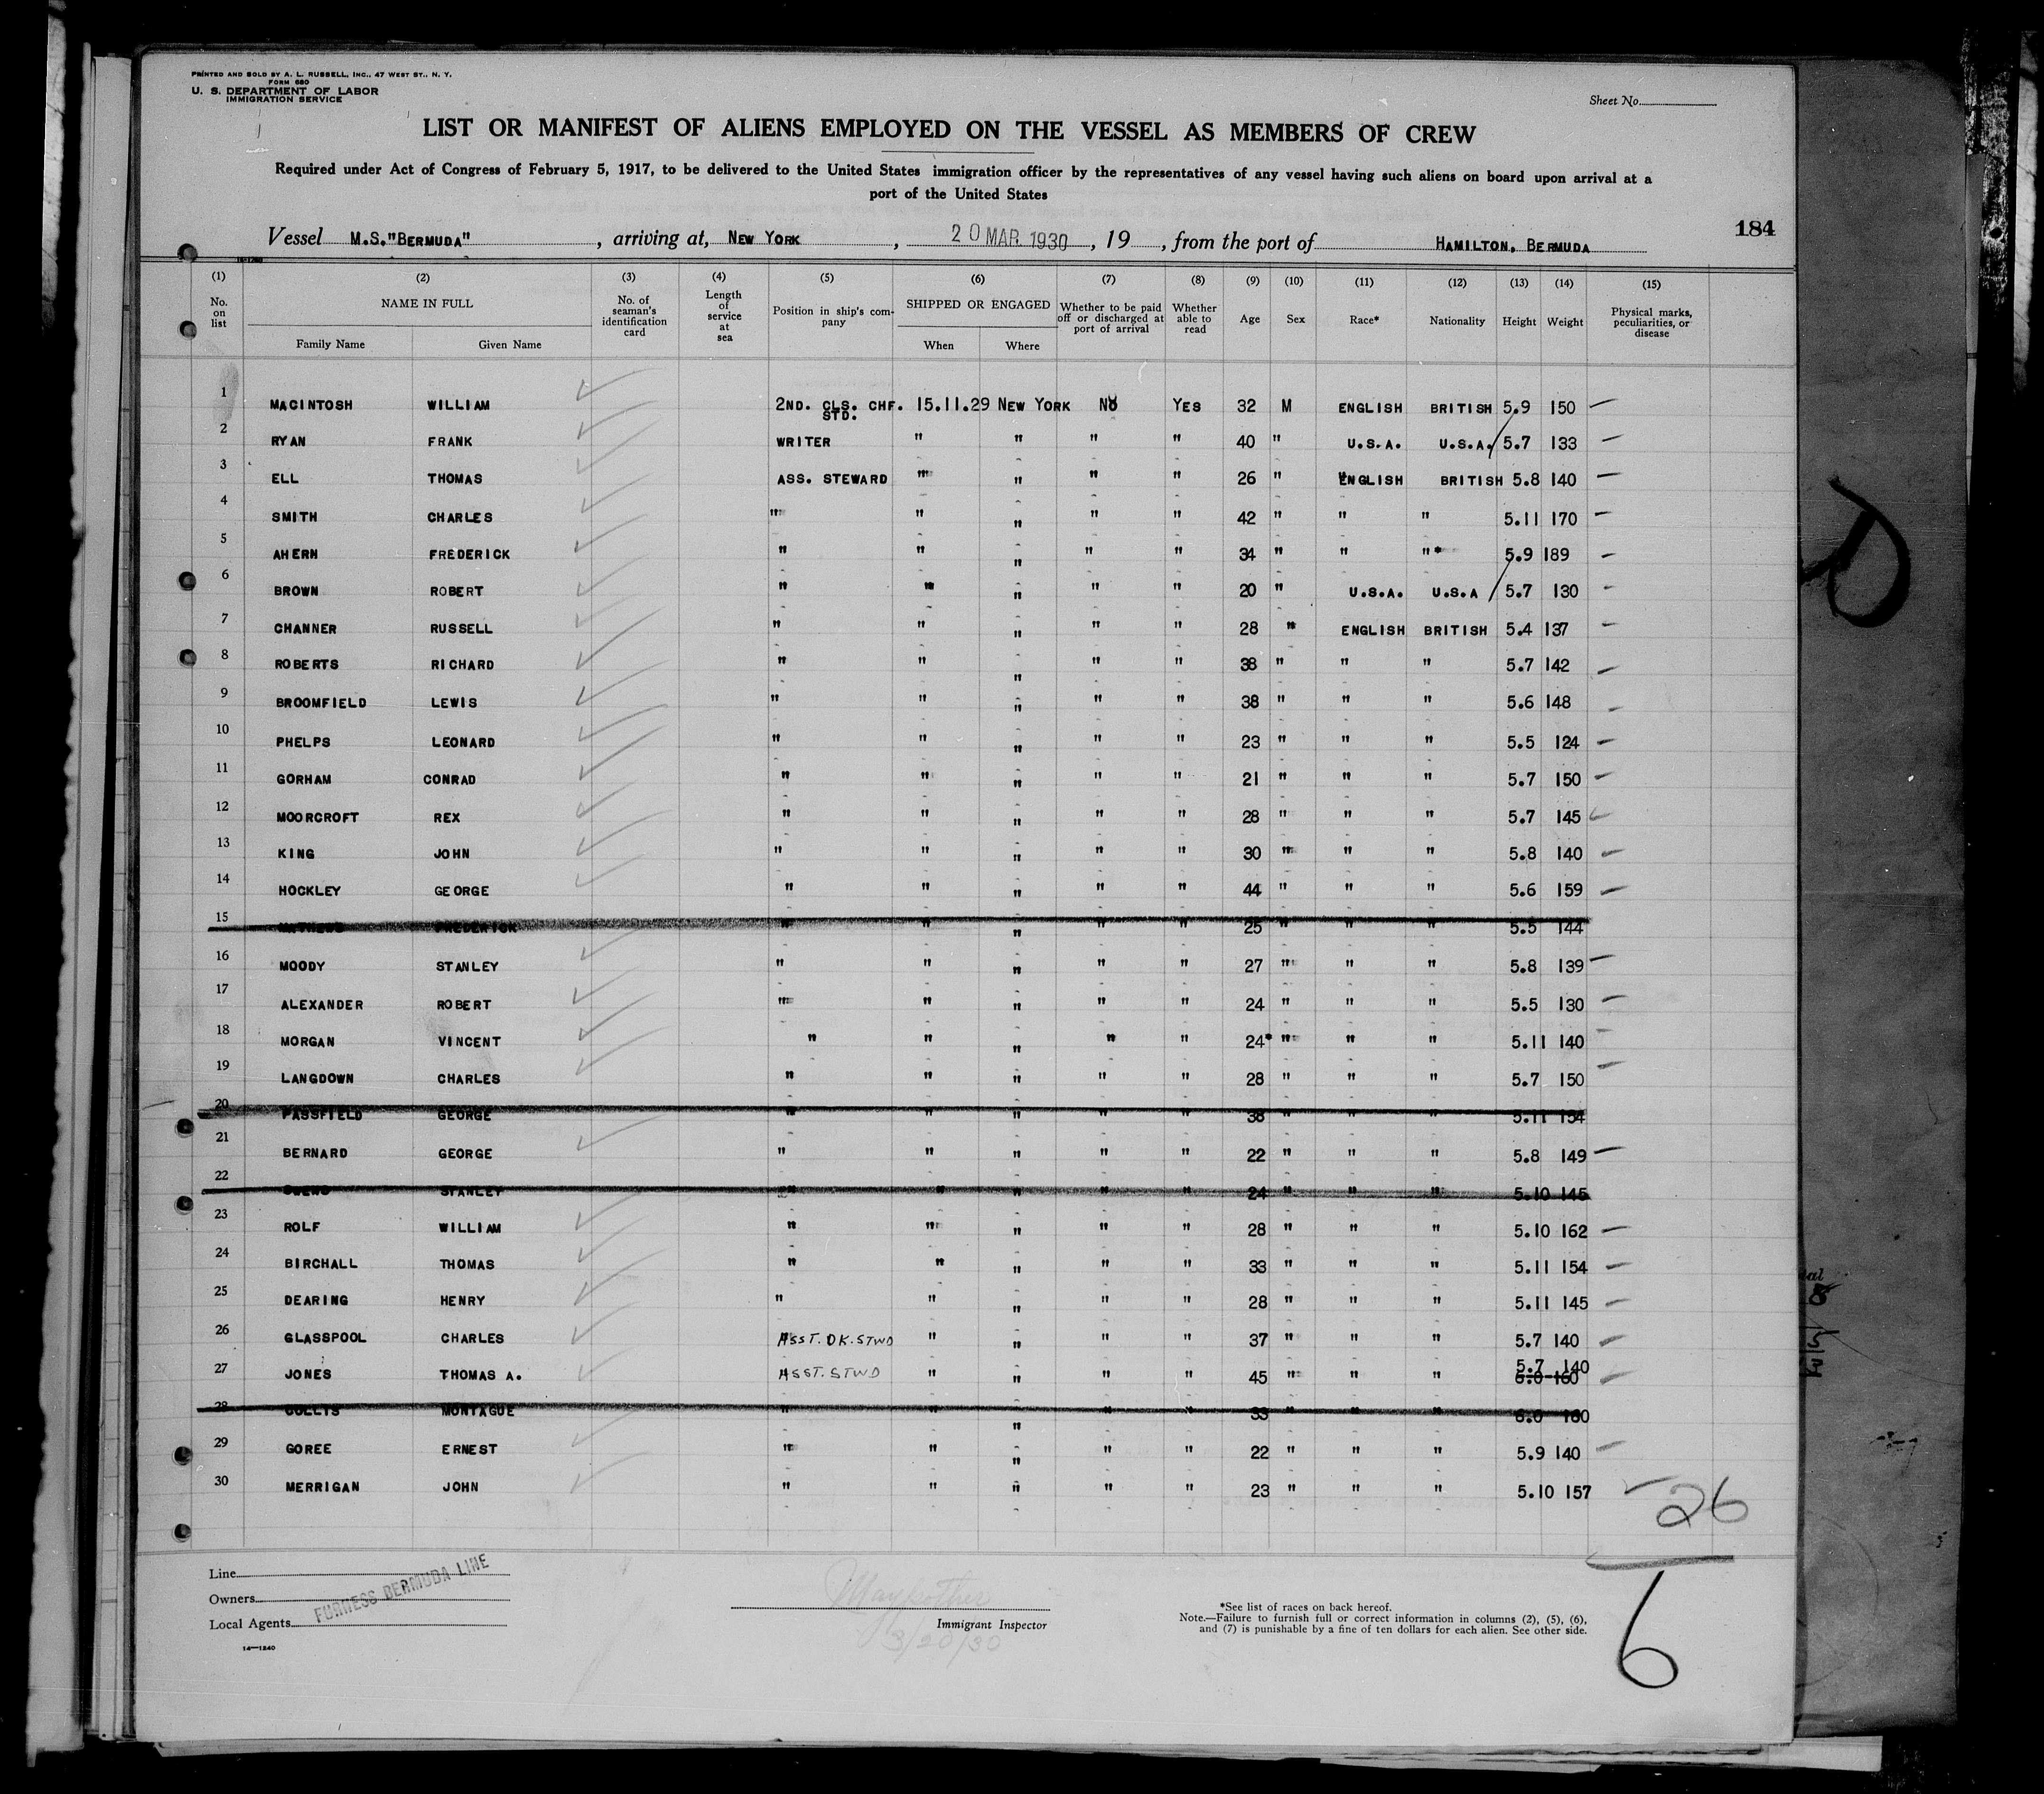 PRINTED AND SOLD BY A. L. RUSSELL, INC., 47 WEST ST., N. Y.
FORM 680
U. S. DEPARTMENT OF LABOR
IMMIGRATION SERVICE
Sheet No.
LIST OR MANIFEST OF ALIENS EMPLOYED ON THE VESSEL AS MEMBERS OF CREW
Required under Act of Congress of February 5, 1917, to be delivered to the United States immigration officer by the representatives of any vessel having such aliens on board upon arrival at a
port of the United States
184
Vessel M.S."BERMUDA", arriving at, NEW YORK, 20 MAR 1930, 19, from the port of HAMILTON, BERMUDA
(1) (2) (3) (4) (5) (6) (7) (8) (9) (10) (11) (12) (13) (14) (15)
No. on list NAME IN FULL Family Name Given Name No. of seaman's identification card Length of service at sea Position in ship's company SHIPPED OR ENGAGED When Where Whether to be paid off or discharged at port of arrival Whether able to read Age Sex Race* Nationality Height Weight Physical marks, peculiarities, or disease
1 MACINTOSH WILLIAM 2ND. CLS. CHF. STD. 15.11.29 NEW YORK NO YES 32 M ENGLISH BRITISH 5.9 150
2 RYAN FRANK WRITER " " " " 40 " U.S.A. U.S.A. 5.7 133
3 ELL THOMAS ASS. STEWARD " " " " 26 " ENGLISH BRITISH 5.8 140
4 SMITH CHARLES " " " " " 42 " " " 5.11 170
5 AHERN FREDERICK " " " " " 34 " " " 5.9 189
6 BROWN ROBERT " " " " " 20 " U.S.A. U.S.A 5.7 130
7 CHANNER RUSSELL " " " " " 28 " ENGLISH BRITISH 5.4 137
8 ROBERTS RICHARD " " " " " 38 " " " 5.7 142
9 BROOMFIELD LEWIS " " " " " 38 " " " 5.6 148
10 PHELPS LEONARD " " " " " 23 " " " 5.5 124
11 GORHAM CONRAD " " " " " 21 " " " 5.7 150
12 MOORCROFT REX " " " " " 28 " " " 5.7 145
13 KING JOHN " " " " " 30 " " " 5.8 140
14 HOCKLEY GEORGE " " " " " 44 " " " 5.6 159
15 MATHEWS FREDERICK " " " " " 25 " " " 5.5 144
16 MOODY STANLEY " " " " " 27 " " " 5.8 139
17 ALEXANDER ROBERT " " " " " 24 " " " 5.5 130
18 MORGAN VINCENT " " " " " 24 " " " 5.11 140
19 LANGDOWN CHARLES " " " " " 28 " " " 5.7 150
20 PASSFIELD GEORGE " " " " " 38 " " " 5.11 154
21 BERNARD GEORGE " " " " " 22 " " " 5.8 149
22 STANLEY " " " " " 24 " " " 5.10 145
23 ROLF WILLIAM " " " " " 28 " " " 5.10 162
24 BIRCHALL THOMAS " " " " " 33 " " " 5.11 154
25 DEARING HENRY " " " " " 28 " " " 5.11 145
26 GLASSPOOL CHARLES ASST. DK. STWD " " " " 37 " " " 5.7 140
27 JONES THOMAS A. ASST. STWD " " " " 45 " " " 5.7 140 6.0 160
28 MONTAGUE " " " " " 33 " " " 6.0 160
29 GOREE ERNEST " " " " " 22 " " " 5.9 140
30 MERRIGAN JOHN " " " " " 23 " " " 5.10 157
26
6
Line
Owners
Local Agents
FURNESS BERMUDA LINE
14—1240
3/20/30
Immigrant Inspector
*See list of races on back hereof.
Note.—Failure to furnish full or correct information in columns (2), (5), (6),
and (7) is punishable by a fine of ten dollars for each alien. See other side.